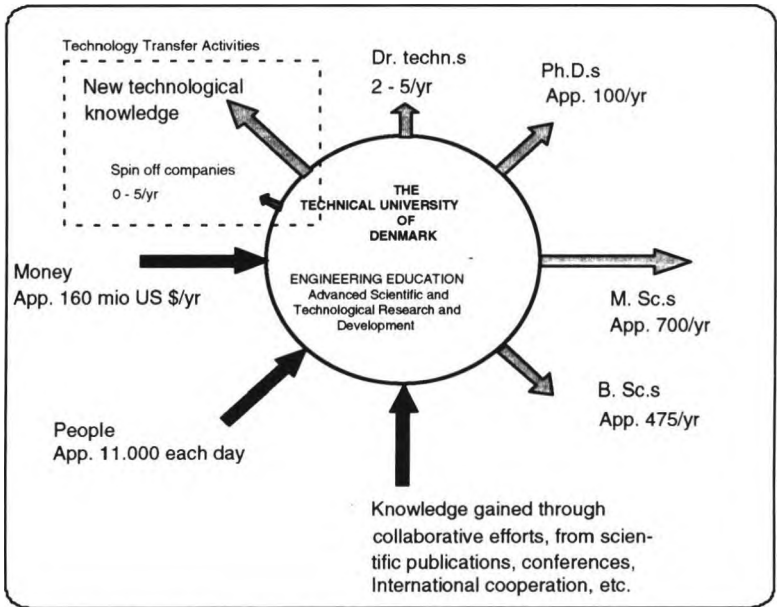 Technology Transfer Activities
New technological
knowledge
Spin off companies
0 - 5/yr
Dr. techn.s
2 - 5/yr
Ph.D.s
App. 100/yr
THE
TECHNICAL UNIVERSITY
OF
DENMARK
ENGINEERING EDUCATION
Advanced Scientific and
Technological Research and
Development
Money
App. 160 mio US $/yr
M. Sc.s
App. 700/yr
B. Sc.s
App. 475/yr
People
App. 11.000 each day
Knowledge gained through
collaborative efforts, from scien-
tific publications, conferences,
International cooperation, etc.